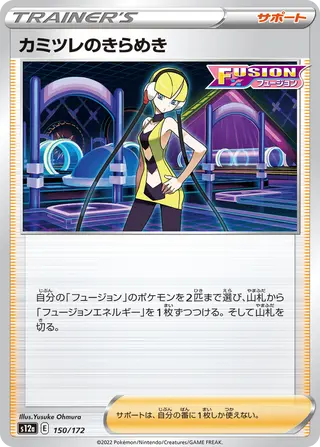 TRAINER'S
サポート
カミツレのきらめき
FUSION
フュージョン
自分の「フュージョン」のポケモンを2匹まで選び、山札から
「フュージョンエネルギー」を1枚ずつつける。そして山札を
切る。
Illus.Yusuke Ohmura
s12a E 150/172
サポートは、自分の番に1枚しか使えない。
©2022 Pokémon/Nintendo/Creatures/GAME FREAK.